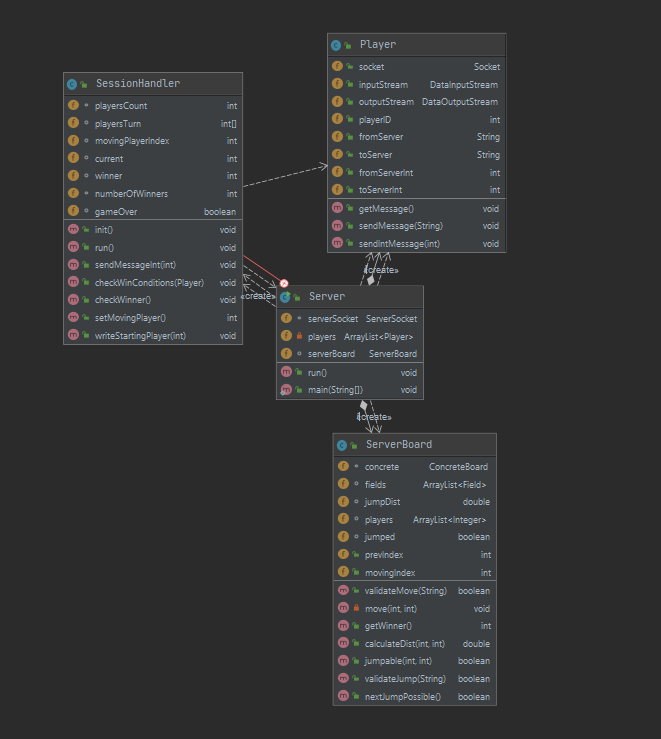 Player
socket Socket
inputStream DataInputStream
outputStream DataOutputStream
playerID int
fromServer String
toServer String
fromServerInt int
toServerInt int
getMessage() void
sendMessage(String) void
sendIntMessage(int) void
SessionHandler
playersCount int
playersTurn int[]
movingPlayerIndex int
current int
winner int
numberOfWinners int
gameOver boolean
init() void
run() void
sendMessageInt(int) void
checkWinConditions(Player) void
checkWinner() void
setMovingPlayer() int
writeStartingPlayer(int) void
«create»
«create»
Server
serverSocket ServerSocket
players ArrayList<Player>
serverBoard ServerBoard
run() void
main(String[]) void
«create»
ServerBoard
concrete ConcreteBoard
fields ArrayList<Field>
jumpDist double
players ArrayList<Integer>
jumped boolean
prevIndex int
movingIndex int
validateMove(String) boolean
move(int, int) void
getWinner() int
calculateDist(int, int) double
jumpable(int, int) boolean
validateJump(String) boolean
nextJumpPossible() boolean